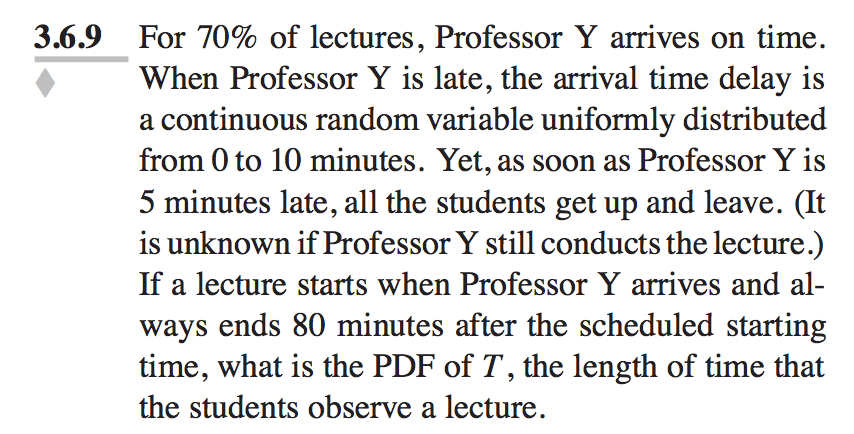 3.6.9 For 70% of lectures, Professor Y arrives on time.
When Professor Y is late, the arrival time delay is
a continuous random variable uniformly distributed
from 0 to 10 minutes. Yet, as soon as Professor Y is
5 minutes late, all the students get up and leave. (It
is unknown if Professor Y still conducts the lecture.)
If a lecture starts when Professor Y arrives and al-
ways ends 80 minutes after the scheduled starting
time, what is the PDF of T, the length of time that
the students observe a lecture.